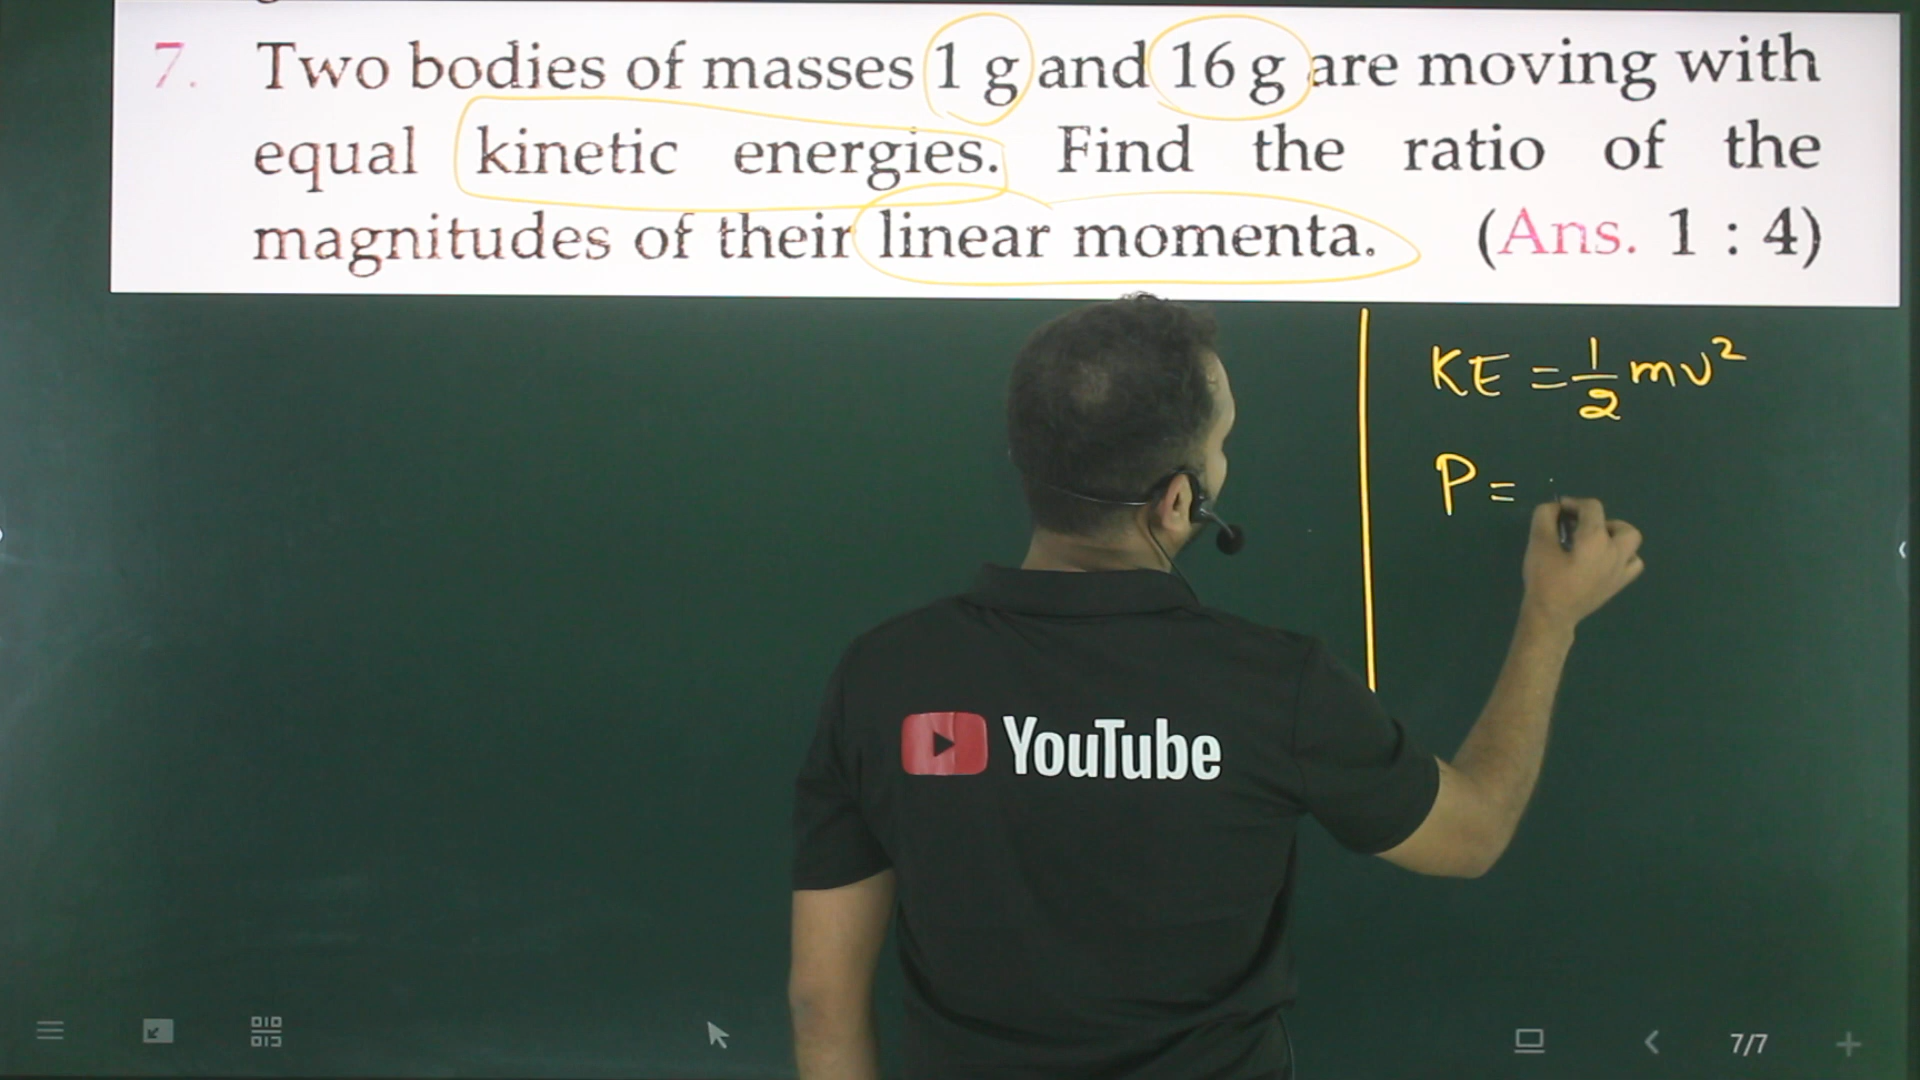 7. Two bodies of masses 1 g and 16 g are moving with
equal kinetic energies. Find the ratio of the
magnitudes of their linear momenta. (Ans. 1 : 4)
KE = 1/2 mv²
P =
YouTube
7/7